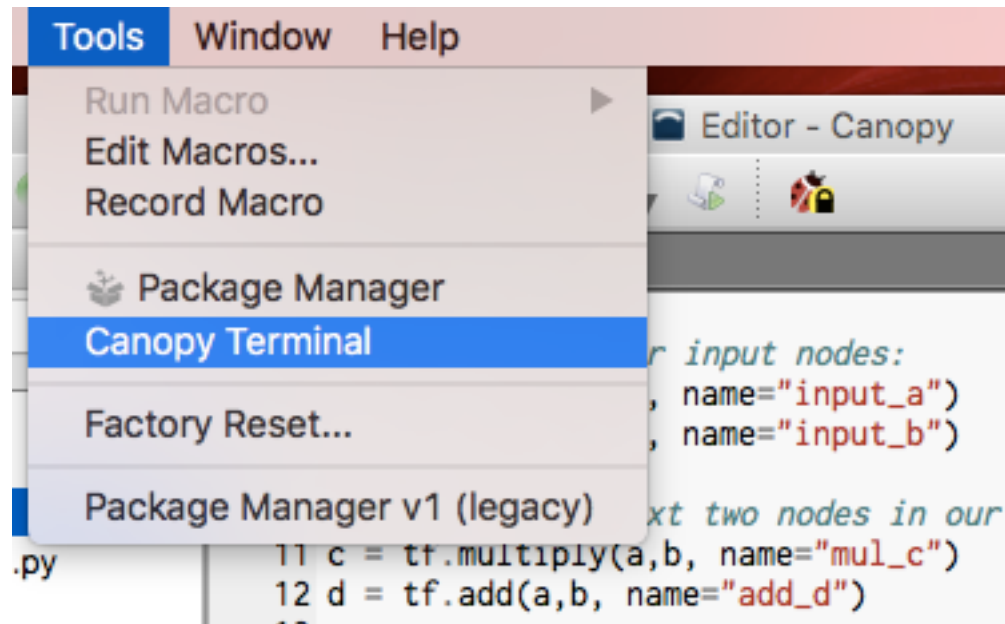 Tools Window Help
Run Macro
Editor - Canopy
Edit Macros...
Record Macro
Package Manager
Canopy Terminal
r input nodes:
, name="input_a")
, name="input_b")
Factory Reset...
Package Manager v1 (legacy)
xt two nodes in our
.py
11 c = tf.multiply(a,b, name="mul_c")
12 d = tf.add(a,b, name="add_d")